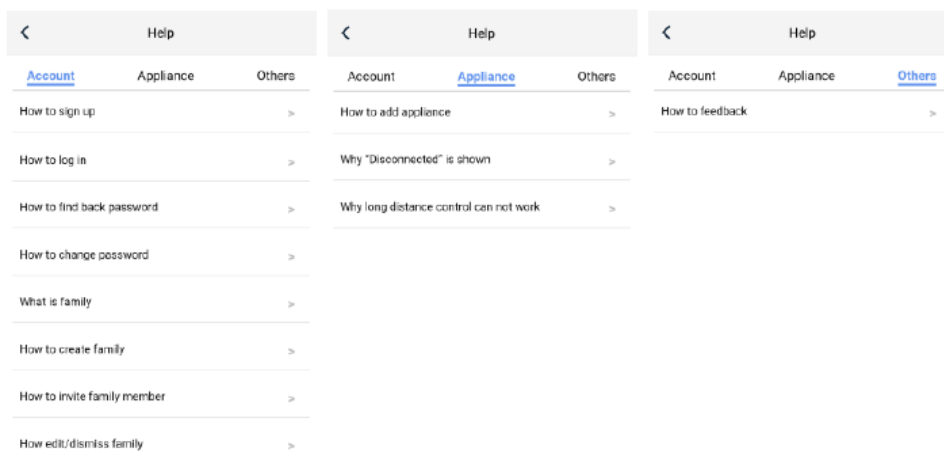 Help
Account Appliance Others
How to sign up >
How to log in >
How to find back password >
How to change password >
What is family >
How to create family >
How to invite family member >
How edit/dismiss family >
Help
Account Appliance Others
How to add appliance >
Why "Disconnected" is shown >
Why long distance control can not work >
Help
Account Appliance Others
How to feedback >